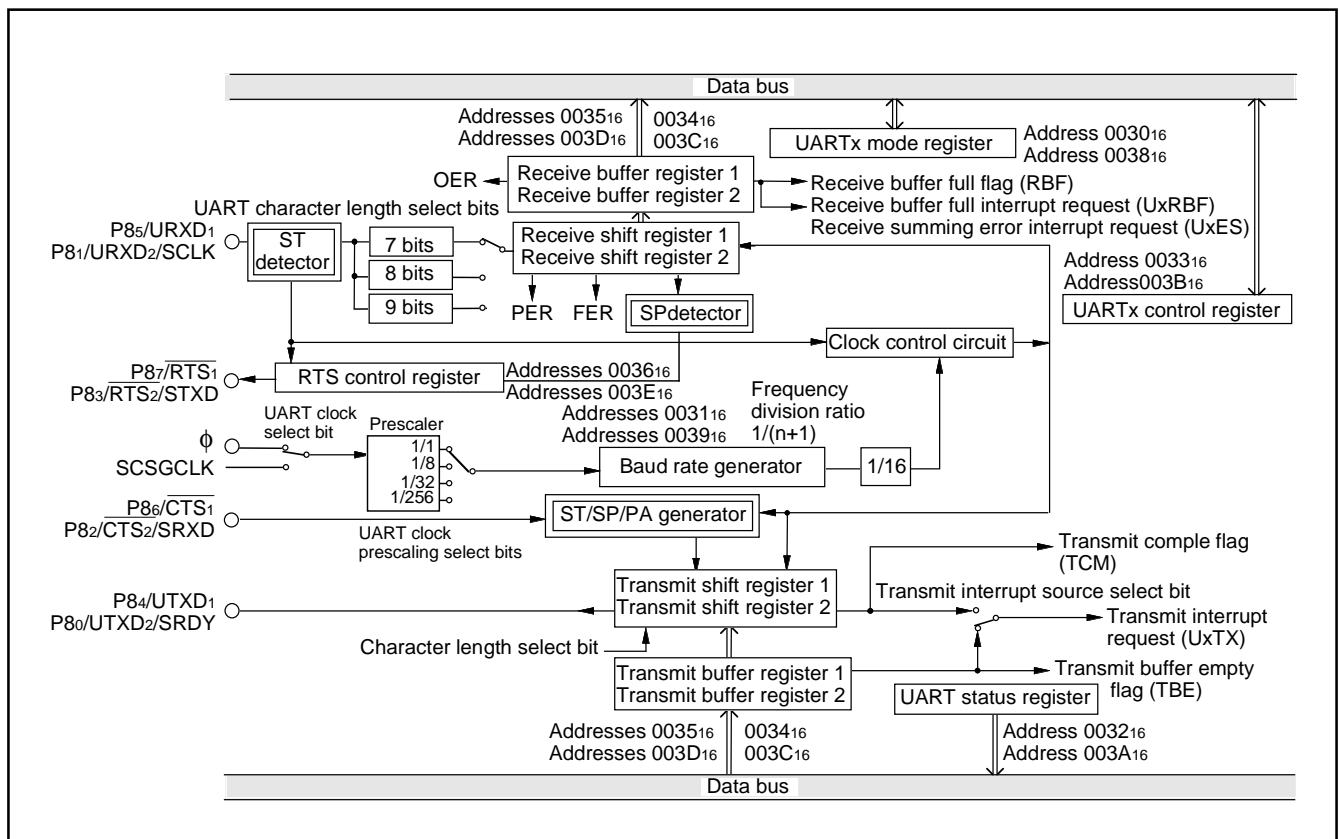 Data bus
Addresses 003516 003416
Addresses 003D16 003C16
UARTx mode register
Address 003016
Address 003816
OER
Receive buffer register 1
Receive buffer register 2
Receive buffer full flag (RBF)
Receive buffer full interrupt request (UxRBF)
Receive summing error interrupt request (UxES)
UART character length select bits
P85/URXD1
P81/URXD2/SCLK
ST
detector
7 bits
8 bits
9 bits
Receive shift register 1
Receive shift register 2
PER
FER
SPdetector
Address 003316
Address003B16
UARTx control register
Clock control circuit
P87/RTS1
P83/RTS2/STXD
RTS control register
Addresses 003616
Addresses 003E16
UART clock
select bit
Prescaler
Addresses 003116
Addresses 003916
Frequency
division ratio
1/(n+1)
ϕ
SCSGCLK
1/1
1/8
1/32
1/256
Baud rate generator
1/16
P86/CTS1
P82/CTS2/SRXD
UART clock
prescaling select bits
ST/SP/PA generator
Transmit comple flag
(TCM)
P84/UTXD1
P80/UTXD2/SRDY
Transmit shift register 1
Transmit shift register 2
Transmit interrupt source select bit
Transmit interrupt
request (UxTX)
Character length select bit
Transmit buffer register 1
Transmit buffer register 2
Transmit buffer empty
flag (TBE)
UART status register
Addresses 003516 003416
Addresses 003D16 003C16
Address 003216
Address 003A16
Data bus